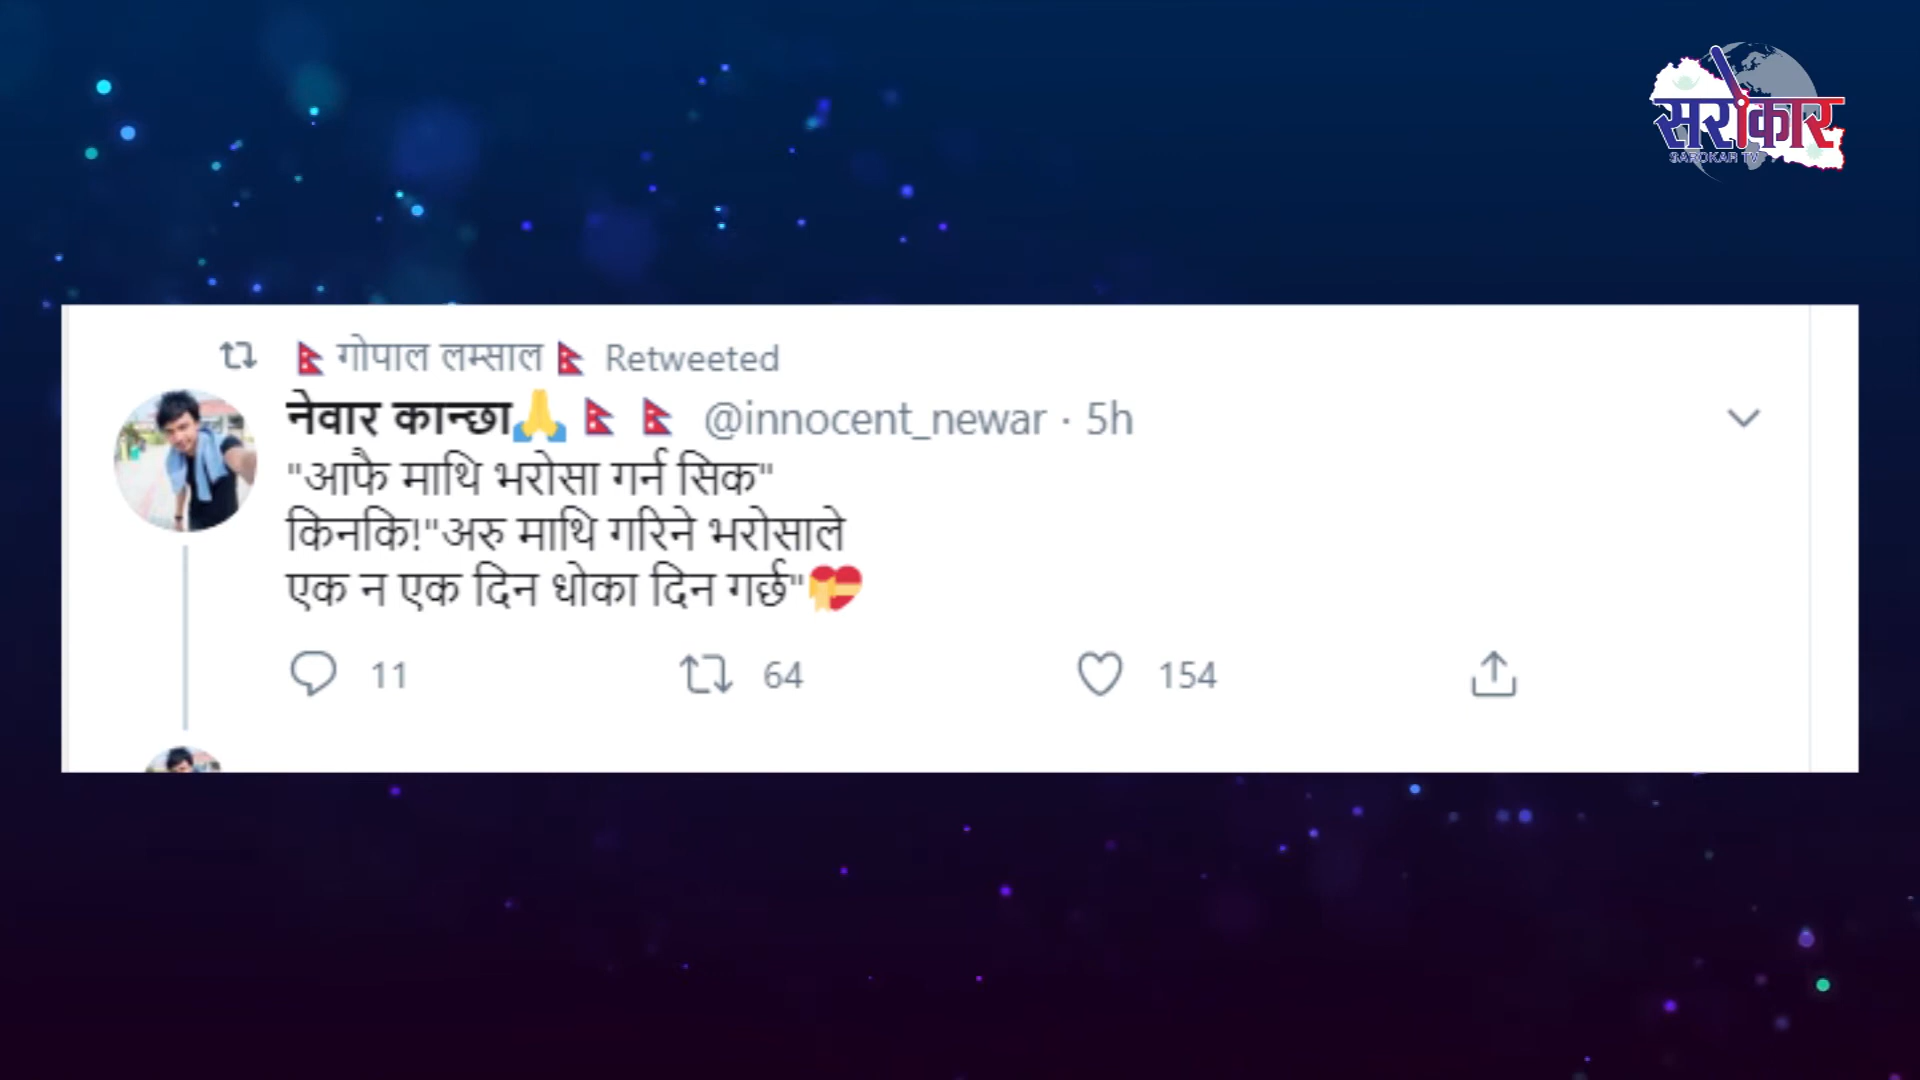 सरोकार
SAROKAR TV
गोपाल लम्साल Retweeted
नेवार कान्छा @innocent_newar · 5h
"आफै माथि भरोसा गर्न सिक"
किनकि!"अरु माथि गरिने भरोसाले
एक न एक दिन धोका दिन गर्छ"
11 64 154